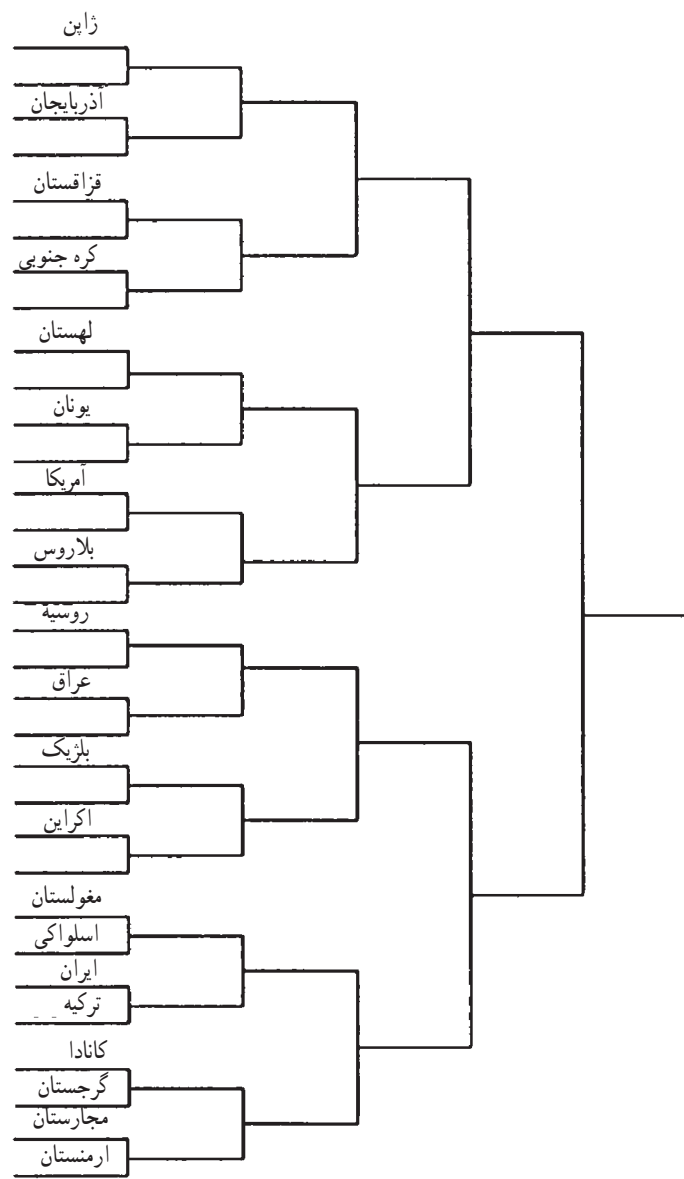 ژاپن
آذربایجان
قزاقستان
کره جنوبی
لهستان
یونان
آمریکا
بلاروس
روسیه
عراق
بلژیک
اکراین
مغولستان
اسلواکی
ایران
ترکیه
کانادا
گرجستان
مجارستان
ارمنستان